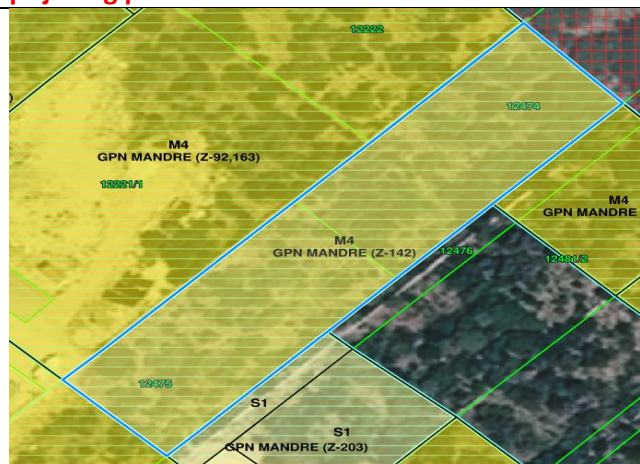 12222
12474
M4
GPN MANDRE (Z-92,163)
12221/1
M4
GPN MANDRE
M4
GPN MANDRE (Z-142)
12476
12481/2
12475
S1
S1
GPN MANDRE (Z-203)